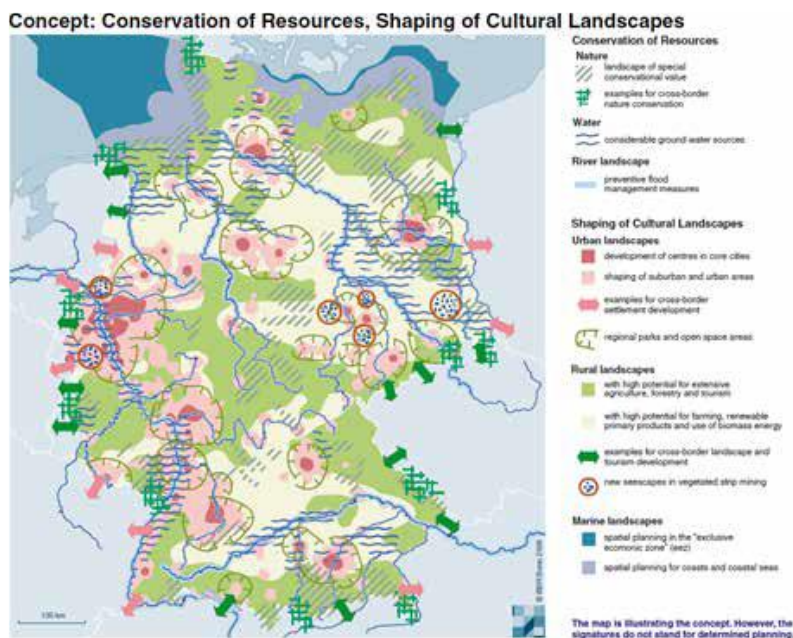 Concept: Conservation of Resources, Shaping of Cultural Landscapes
Conservation of Resources
Nature
landscape of special
conservational value
examples for cross-border
nature conservation
Water
considerable ground water sources
River landscape
preventive flood
management measures
Shaping of Cultural Landscapes
Urban landscapes
development of centres in core cities
shaping of suburban and urban areas
examples for cross-border
settlement development
regional parks and open space areas
Rural landscapes
with high potential for extensive
agriculture, forestry and tourism
with high potential for farming, renewable
primary products and use of biomass energy
examples for cross-border landscape and
tourism development
new seescapes in vegetated strip mining
Marine landscapes
spatial planning in the "exclusive
ecomonic zone" (eez)
spatial planning for coasts and coastal seas
100 km
The map is illustrating the concept. However, the
signatures do not stand for determined planning